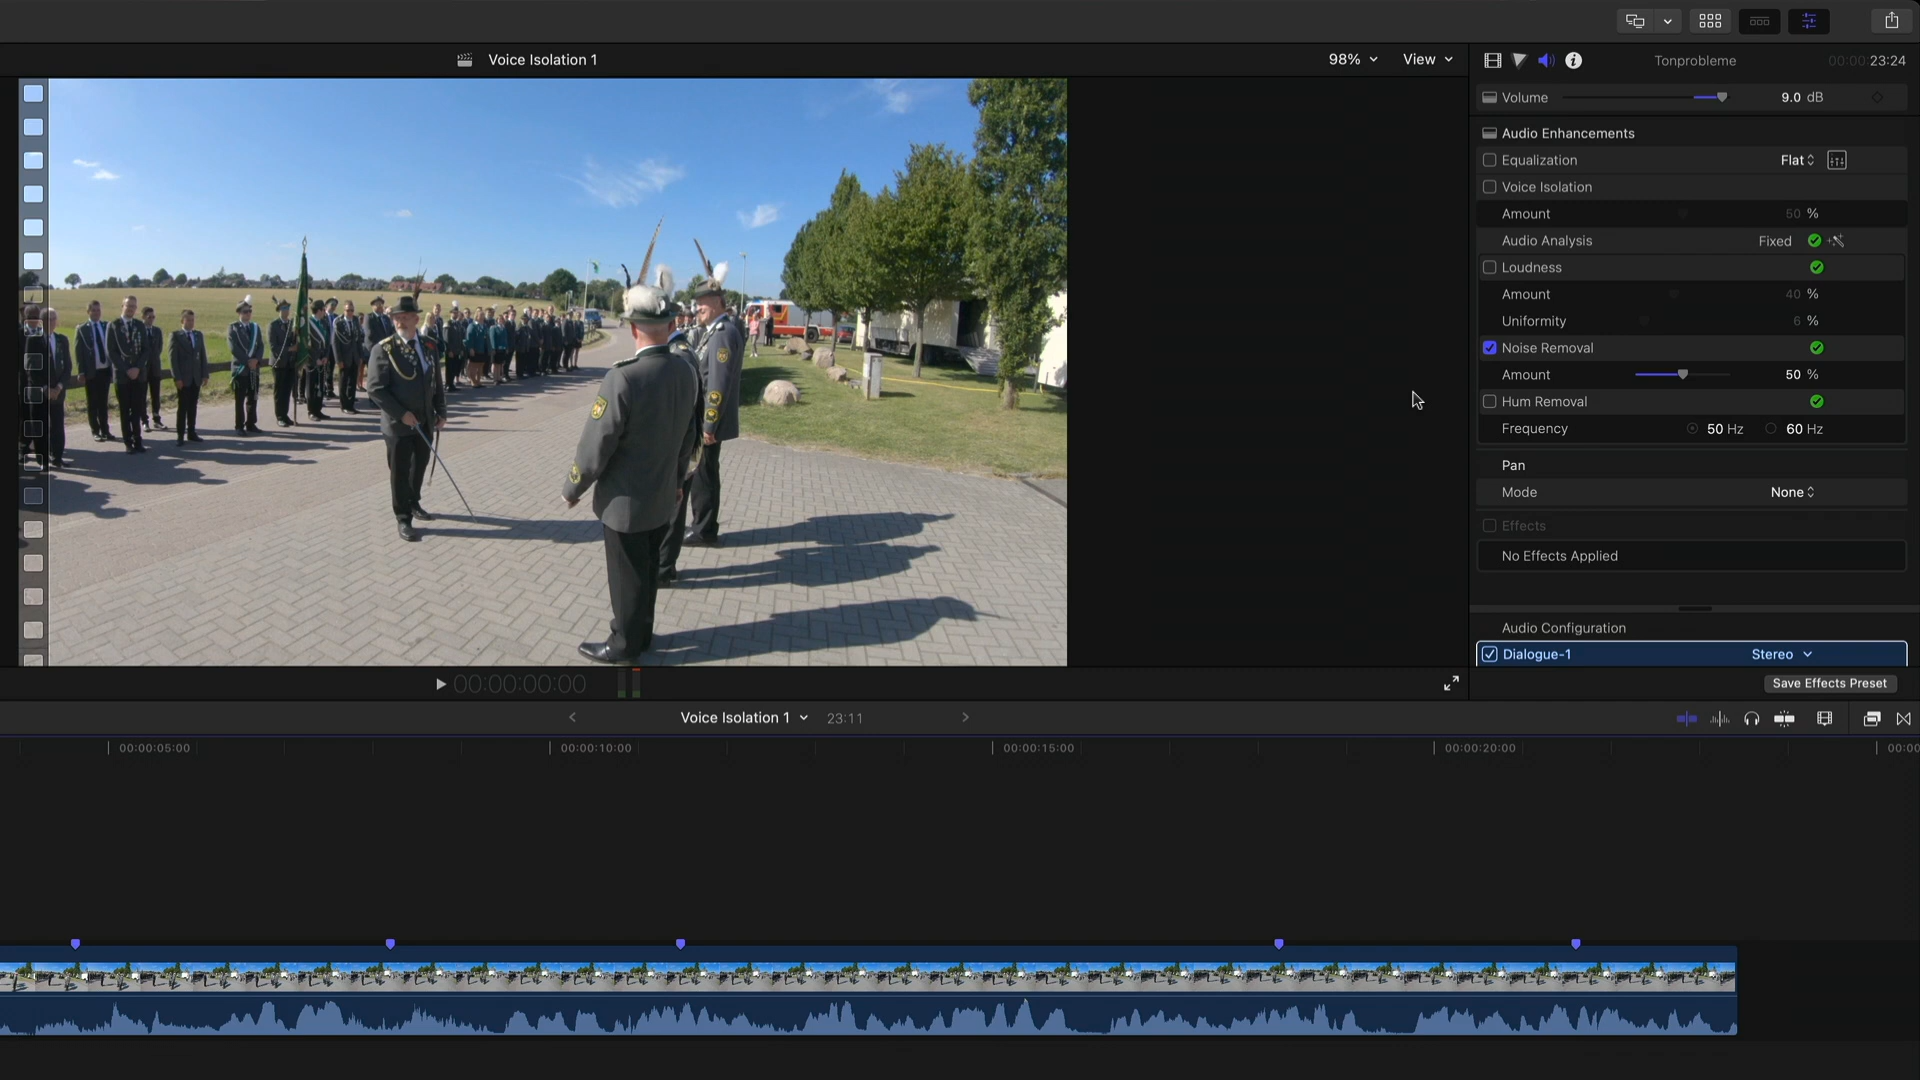 Voice Isolation 1
98%
View
Tonprobleme
00:00:23:24
Volume
9.0 dB
Audio Enhancements
Equalization
Flat
Voice Isolation
Amount
50 %
Audio Analysis
Fixed
Loudness
Amount
40 %
Uniformity
6 %
Noise Removal
Amount
50 %
Hum Removal
Frequency
50 Hz
60 Hz
Pan
Mode
None
Effects
No Effects Applied
Audio Configuration
Dialogue-1
Stereo
00:00:00:00
Save Effects Preset
Voice Isolation 1
23:11
00:00:05:00
00:00:10:00
00:00:15:00
00:00:20:00
00:00